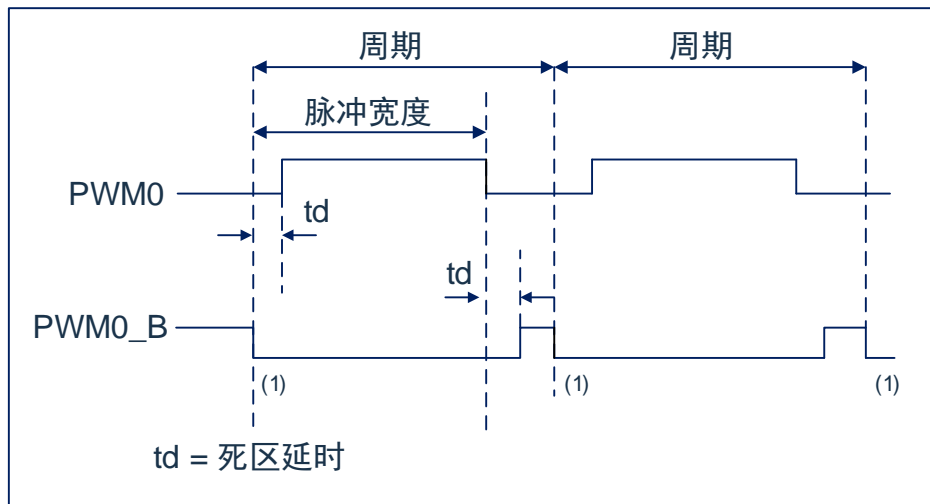 周期 周期
脉冲宽度
PWM0
td
td
PWM0_B
(1) (1) (1)
td = 死区延时